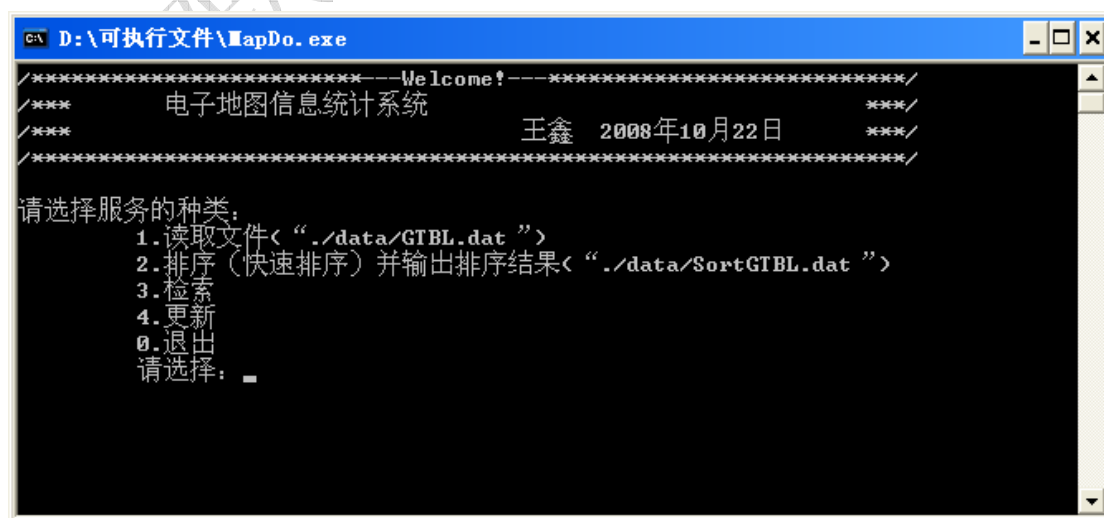 D:\可执行文件\MapDo.exe
/*************************---Welcome!---***************************/
/*** 电子地图信息统计系统 ***/
/*** 王鑫 2008年10月22日 ***/
/******************************************************************/
请选择服务的种类:
1.读取文件(“./data/GTBL.dat ”)
2.排序（快速排序）并输出排序结果(“./data/SortGTBL.dat ”)
3.检索
4.更新
0.退出
请选择: